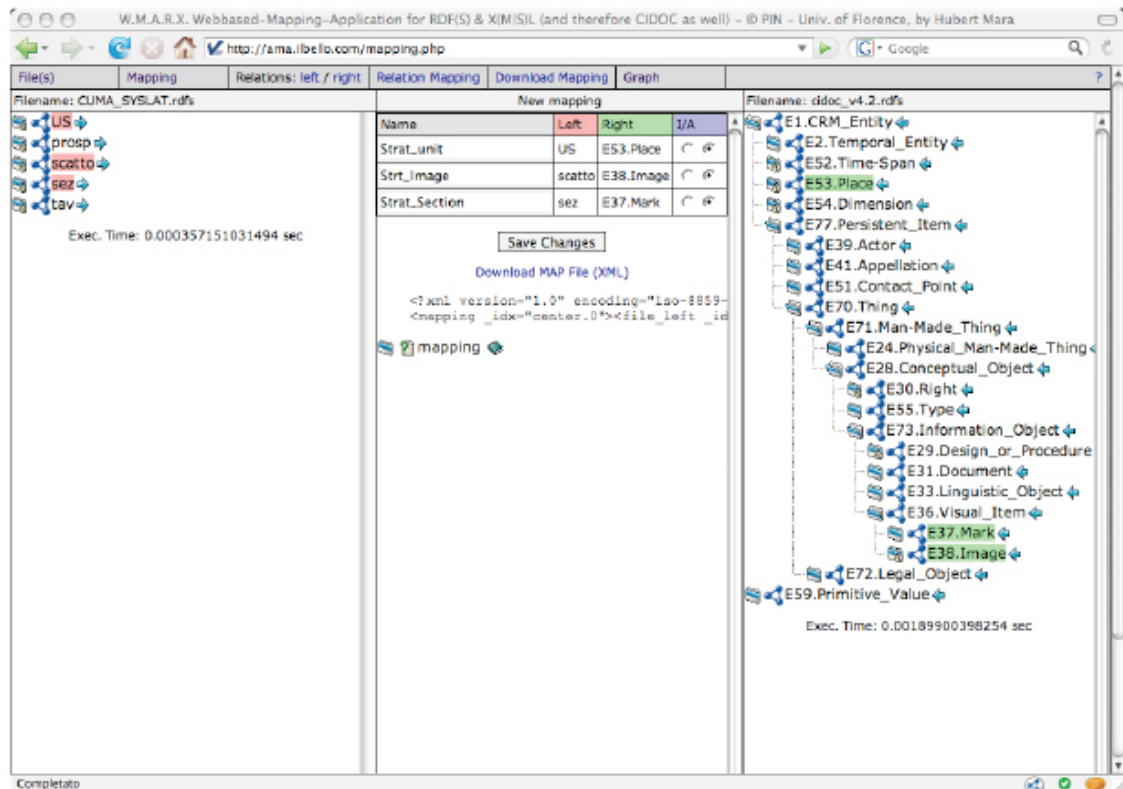 W.M.A.R.X. Webbased-Mapping-Application for RDF(S) & X(M|S)L (and therefore CIDOC as well) – © PIN – Univ. of Florence, by Hubert Mara
http://ama.ilbello.com/mapping.php
G Google
File(s) Mapping Relations: left / right Relation Mapping Download Mapping Graph ?
Filename: CUMA_SYSLAT.rdfs
US
prosp
scatto
sez
tav
Exec. Time: 0.000357151031494 sec
New mapping
Name Left Right I/A
Strat_unit US E53.Place
Strt_Image scatto E38.Image
Strat_Section sez E37.Mark
Save Changes
Download MAP File (XML)
<?xml version="1.0" encoding="iso-8859-
<mapping _idx="center.0"><file_left _id
mapping
Filename: cidoc_v4.2.rdfs
E1.CRM_Entity
E2.Temporal_Entity
E52.Time-Span
E53.Place
E54.Dimension
E77.Persistent_Item
E39.Actor
E41.Appellation
E51.Contact_Point
E70.Thing
E71.Man-Made_Thing
E24.Physical_Man-Made_Thing
E28.Conceptual_Object
E30.Right
E55.Type
E73.Information_Object
E29.Design_or_Procedure
E31.Document
E33.Linguistic_Object
E36.Visual_Item
E37.Mark
E38.Image
E72.Legal_Object
E59.Primitive_Value
Exec. Time: 0.00189900398254 sec
Completato